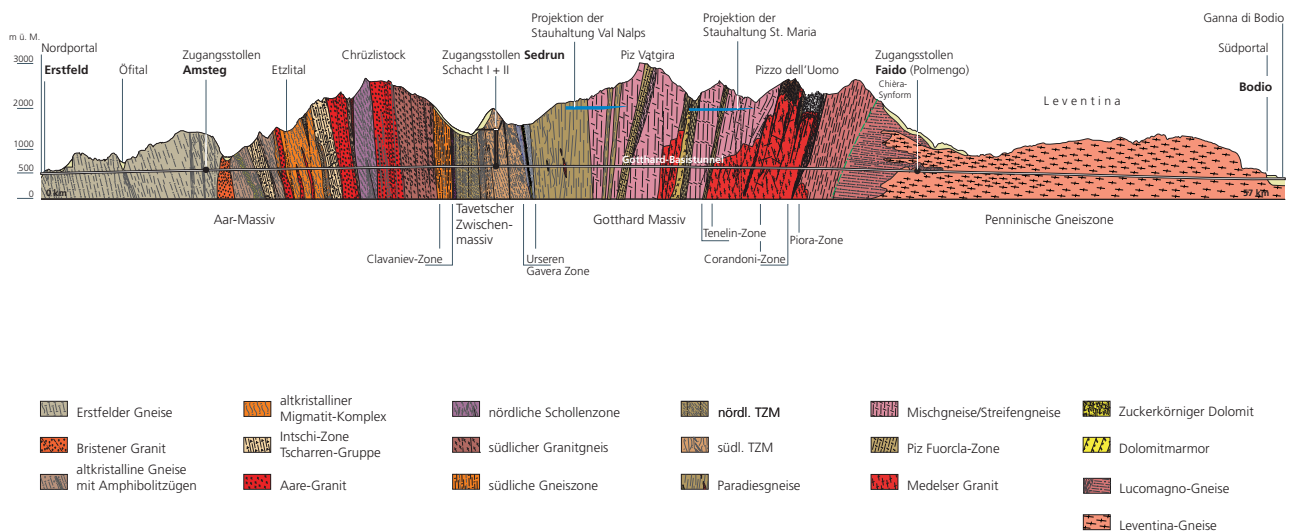 Projektion der
Stauhaltung Val Nalps
Projektion der
Stauhaltung St. Maria
Ganna di Bodio
m ü. M.
Nordportal
Erstfeld
Öfital
Zugangsstollen
Amsteg
Etzlital
Chrüzlistock
Zugangsstollen Sedrun
Schacht I + II
Piz Vatgira
Pizzo dell'Uomo
Zugangsstollen
Faido (Polmengo)
Chièra-
Synform
Leventina
Südportal
Bodio
3000
2000
1000
500
0
Gotthard-Basistunnel
0 km
57 km
Aar-Massiv
Clavaniev-Zone
Tavetscher
Zwischen-
massiv
Urseren
Gavera Zone
Gotthard Massiv
Tenelin-Zone
Corandoni-Zone
Piora-Zone
Penninische Gneiszone
Erstfelder Gneise
Bristener Granit
altkristalline Gneise
mit Amphibolitzügen
altkristalliner
Migmatit-Komplex
Intschi-Zone
Tscharren-Gruppe
Aare-Granit
nördliche Schollenzone
südlicher Granitgneis
südliche Gneiszone
nördl. TZM
südl. TZM
Paradiesgneise
Mischgneise/Streifengneise
Piz Fuorcla-Zone
Medelser Granit
Zuckerkörniger Dolomit
Dolomitmarmor
Lucomagno-Gneise
Leventina-Gneise